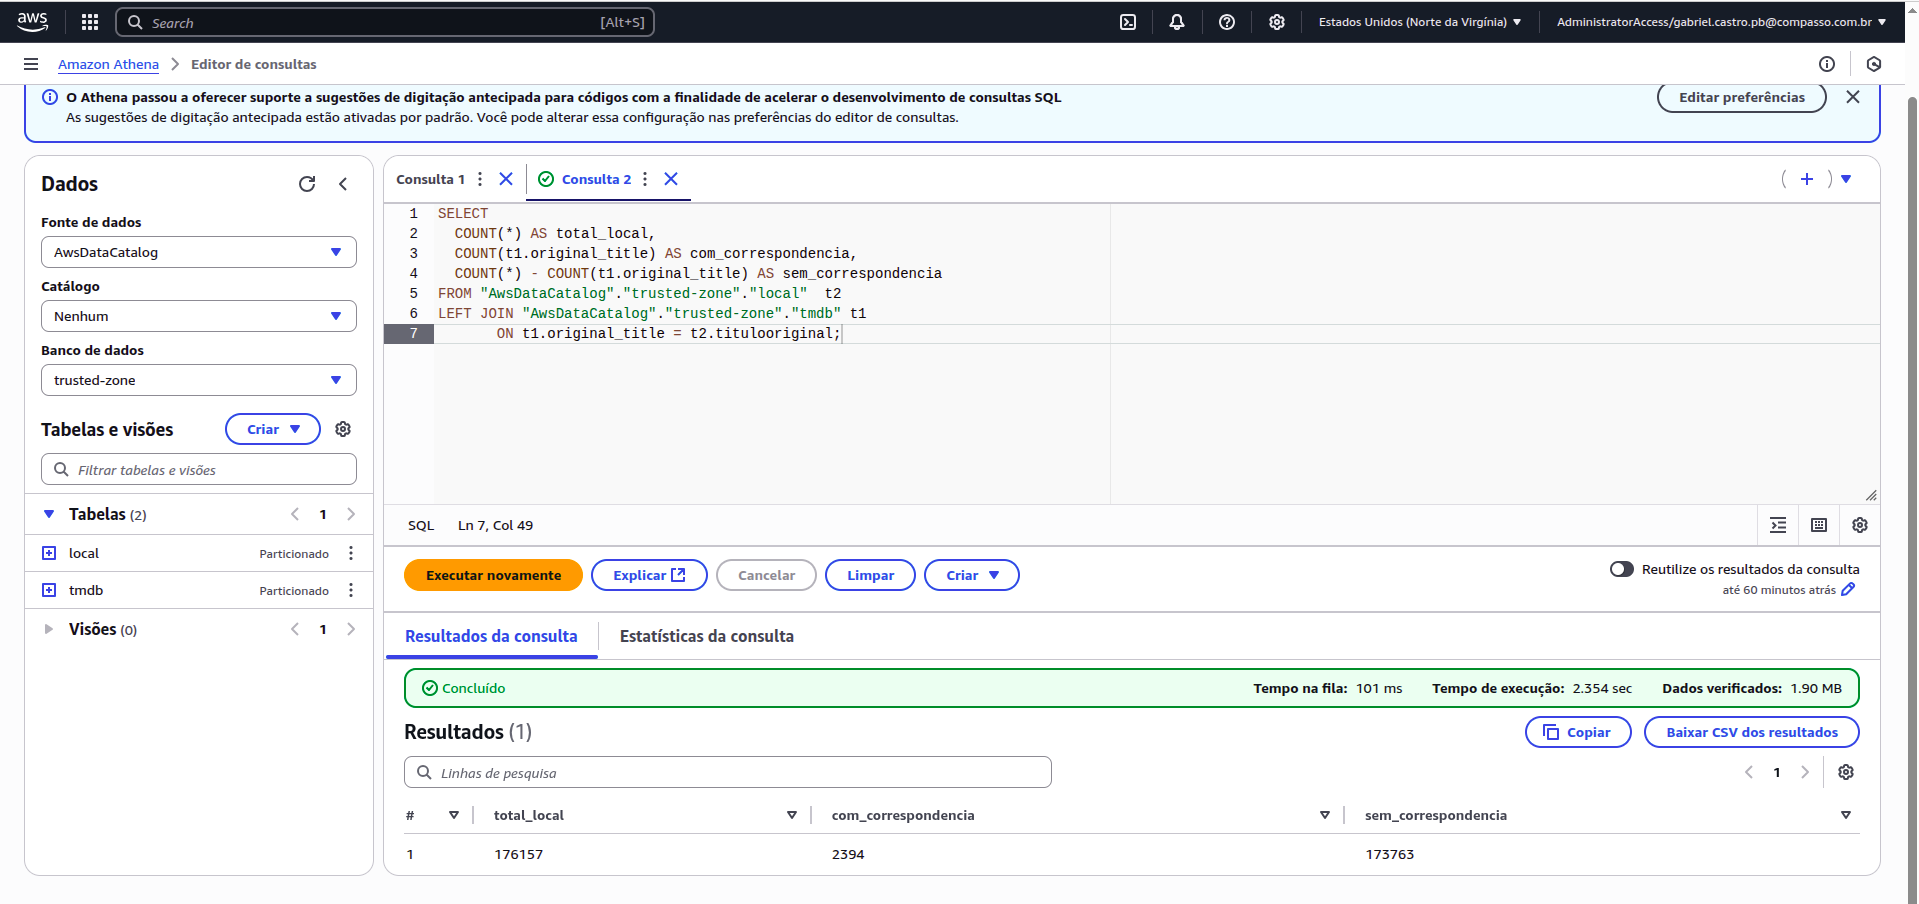 aws
Search [Alt+S]
Estados Unidos (Norte da Virgínia) ▼ AdministratorAccess/gabriel.castro.pb@compasso.com.br ▼
Amazon Athena > Editor de consultas
O Athena passou a oferecer suporte a sugestões de digitação antecipada para códigos com a finalidade de acelerar o desenvolvimento de consultas SQL
As sugestões de digitação antecipada estão ativadas por padrão. Você pode alterar essa configuração nas preferências do editor de consultas.
Editar preferências
Dados
Fonte de dados
AwsDataCatalog
Catálogo
Nenhum
Banco de dados
trusted-zone
Tabelas e visões
Criar
Filtrar tabelas e visões
Tabelas (2) 1
local Particionado
tmdb Particionado
Visões (0) 1
Consulta 1
Consulta 2
( + )
1 SELECT
2 COUNT(*) AS total_local,
3 COUNT(t1.original_title) AS com_correspondencia,
4 COUNT(*) - COUNT(t1.original_title) AS sem_correspondencia
5 FROM "AwsDataCatalog"."trusted-zone"."local"  t2
6 LEFT JOIN "AwsDataCatalog"."trusted-zone"."tmdb" t1
7 ON t1.original_title = t2.titulooriginal;
SQL Ln 7, Col 49
Executar novamente
Explicar
Cancelar
Limpar
Criar
Reutilize os resultados da consulta
até 60 minutos atrás
Resultados da consulta
Estatísticas da consulta
Concluído
Tempo na fila: 101 ms Tempo de execução: 2.354 sec Dados verificados: 1.90 MB
Resultados (1)
Copiar
Baixar CSV dos resultados
Linhas de pesquisa
1
# total_local com_correspondencia sem_correspondencia
1 176157 2394 173763